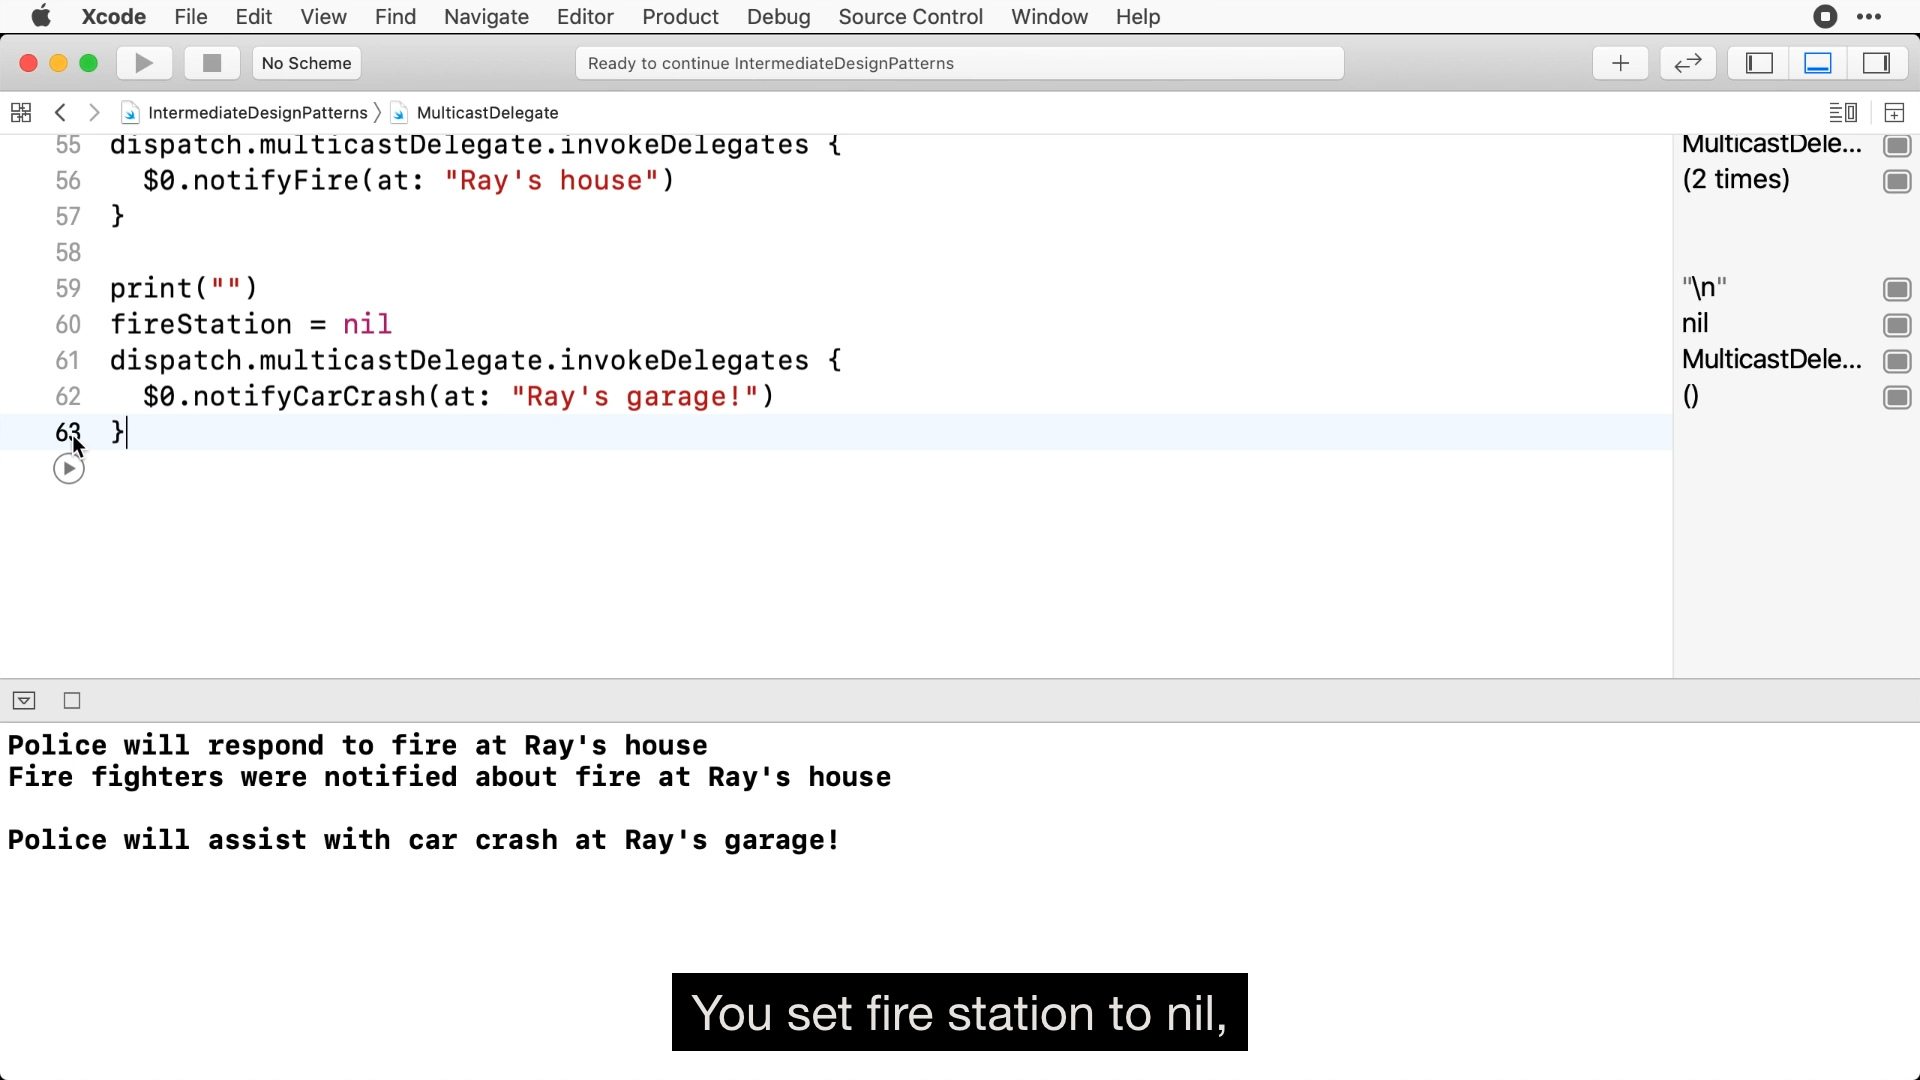 Xcode File Edit View Find Navigate Editor Product Debug Source Control Window Help
No Scheme
Ready to continue IntermediateDesignPatterns
IntermediateDesignPatterns MulticastDelegate
55 dispatch.multicastDelegate.invokeDelegates { MulticastDele...
56 $0.notifyFire(at: "Ray's house") (2 times)
57 }
58
59 print("") "\n"
60 fireStation = nil nil
61 dispatch.multicastDelegate.invokeDelegates { MulticastDele...
62 $0.notifyCarCrash(at: "Ray's garage!") ()
63 }
Police will respond to fire at Ray's house
Fire fighters were notified about fire at Ray's house
Police will assist with car crash at Ray's garage!
You set fire station to nil,